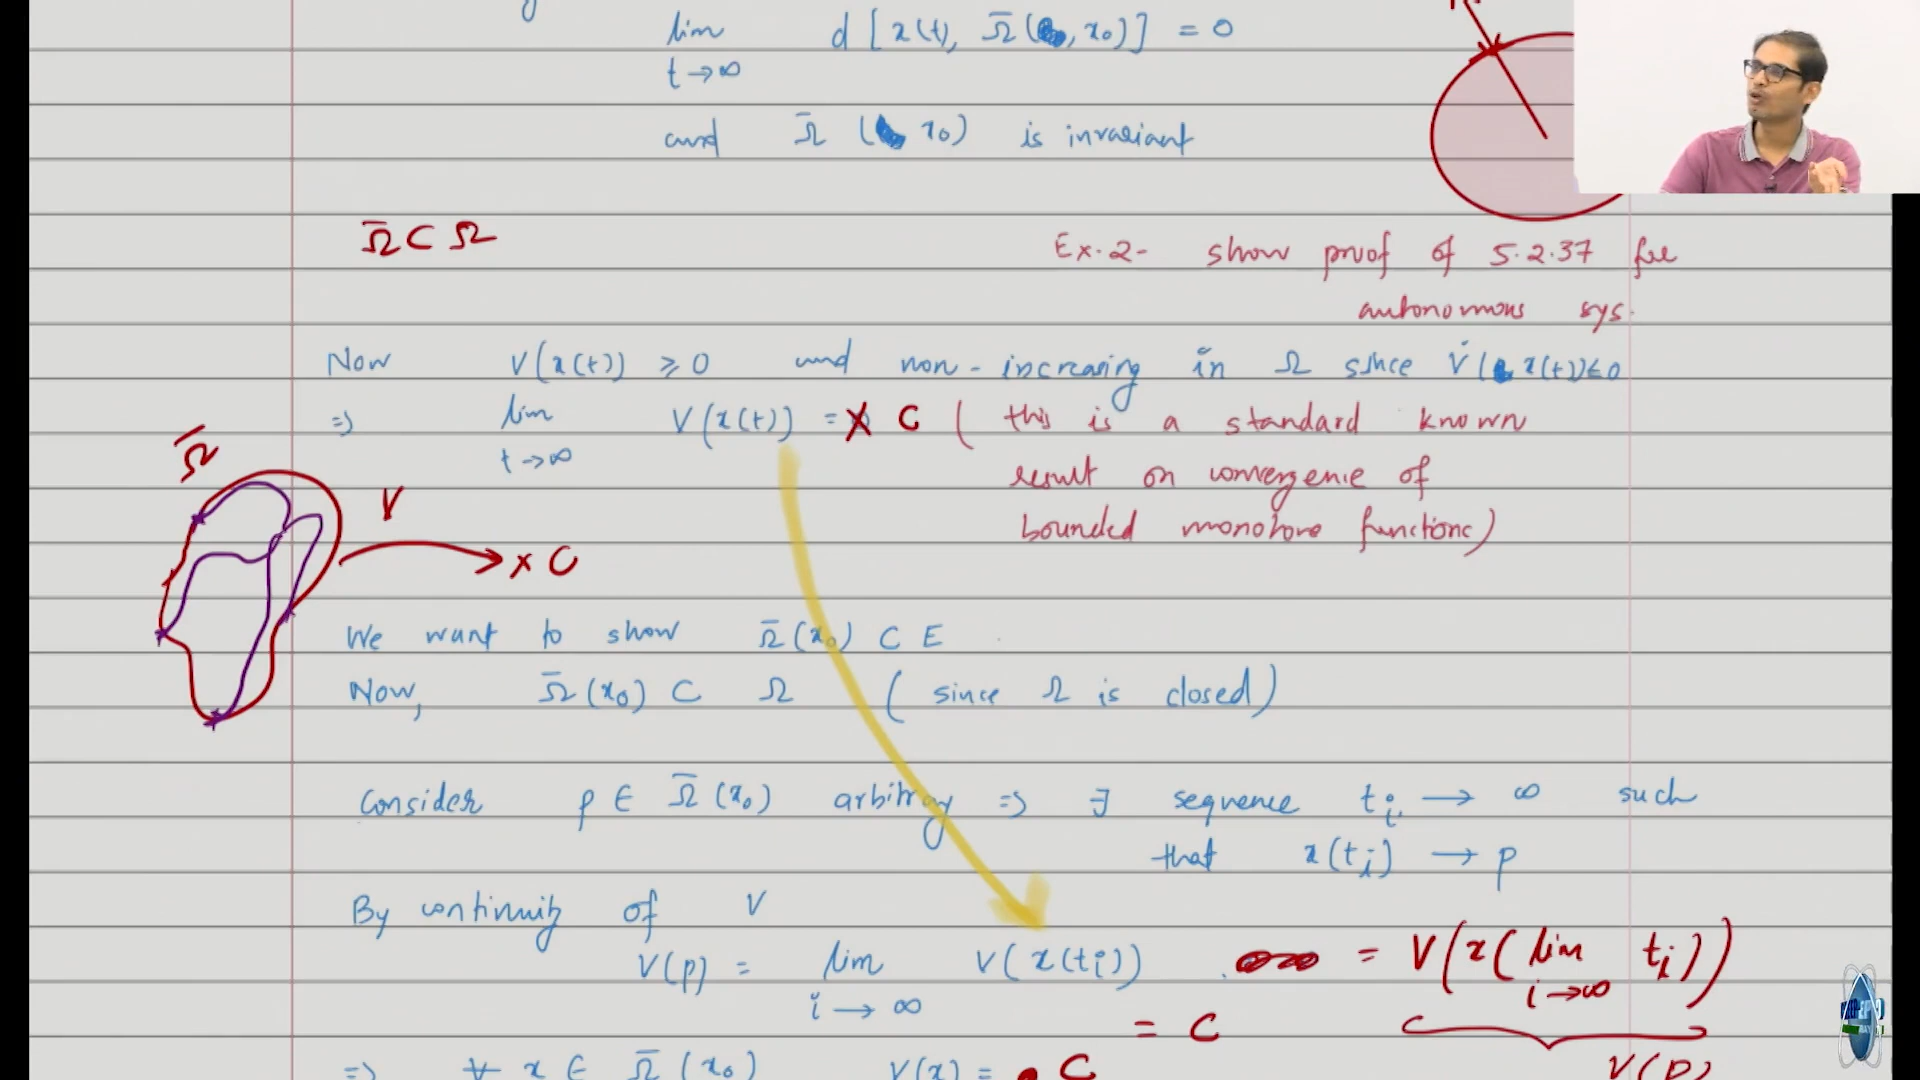 lim d [x(t), Ω̄( , x₀)] = 0
t → ∞
and Ω̄ ( x₀) is invariant
Ω̄ ⊂ Ω
Ex. 2 - show proof of 5.2.37 for
autonomous sys.
Now V(x(t)) ≥ 0 and non-increasing in Ω since V̇( x(t)) ≤ 0
⇒ lim V(x(t)) = C ( this is a standard known
t → ∞
result on convergence of
bounded monotone functions)
Ω̄
V
x C
We want to show Ω̄(x₀) ⊂ E
Now, Ω̄(x₀) ⊂ Ω ( since Ω is closed)
Consider p ∈ Ω̄(x₀) arbitrary ⇒ ∃ sequence tᵢ → ∞ such
that x(tᵢ) → p
By continuity of V
V(p) = lim V(x(tᵢ)) = V(x(lim tᵢ))
i → ∞ i → ∞
= C
V(p)
⇒ ∀ x ∈ Ω̄(x₀) V(x) = C